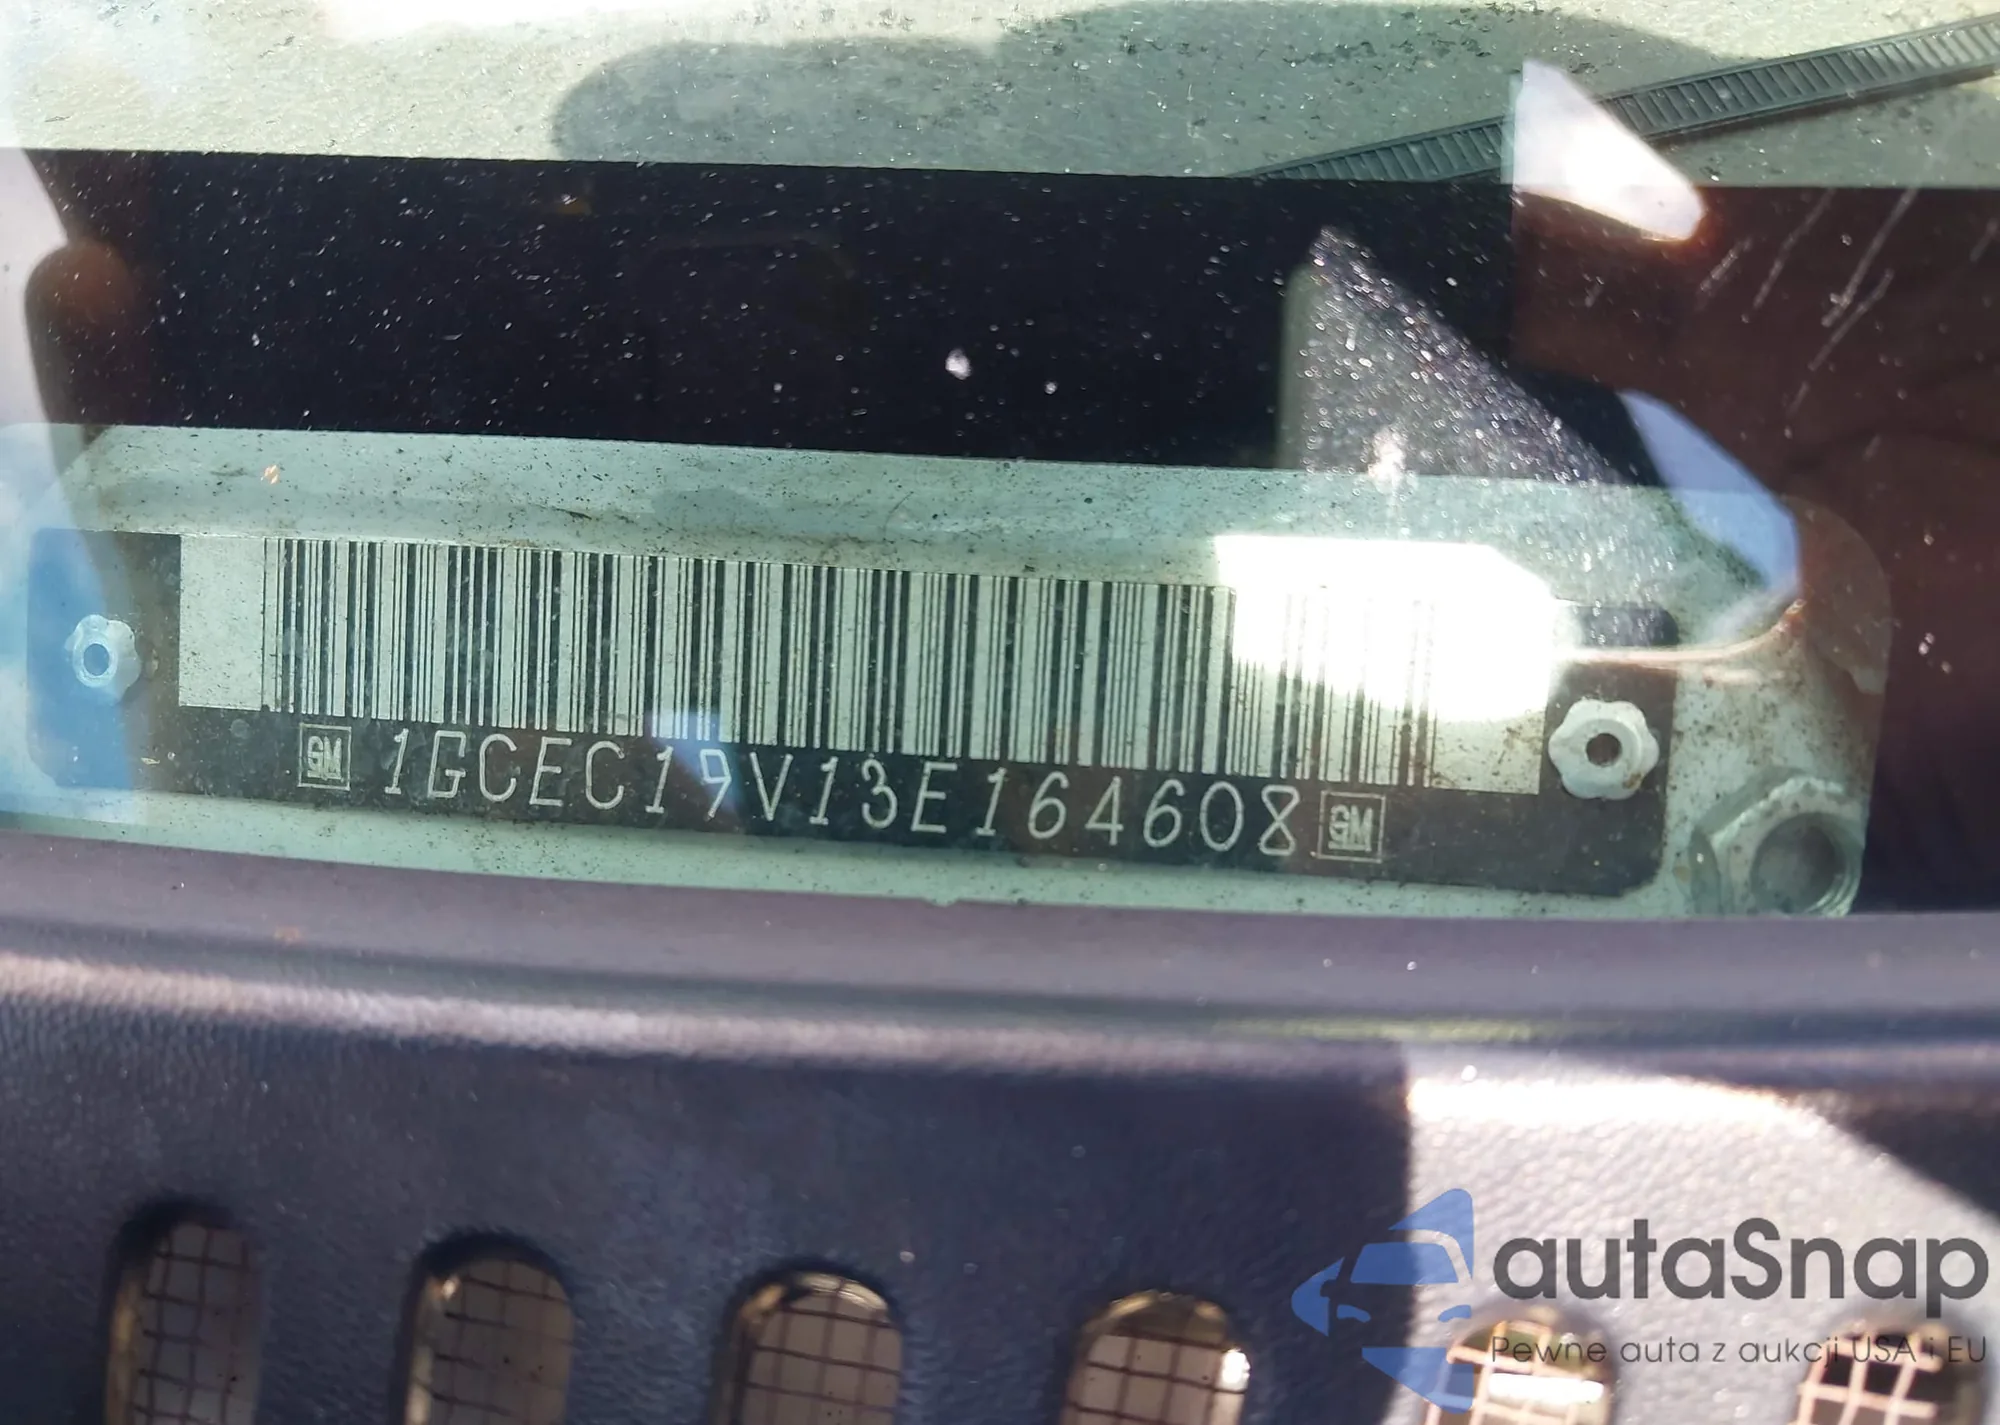 GM 1GCEC19V13E164608 GM
autaSnap
Pewne auta z aukcji USA i EU